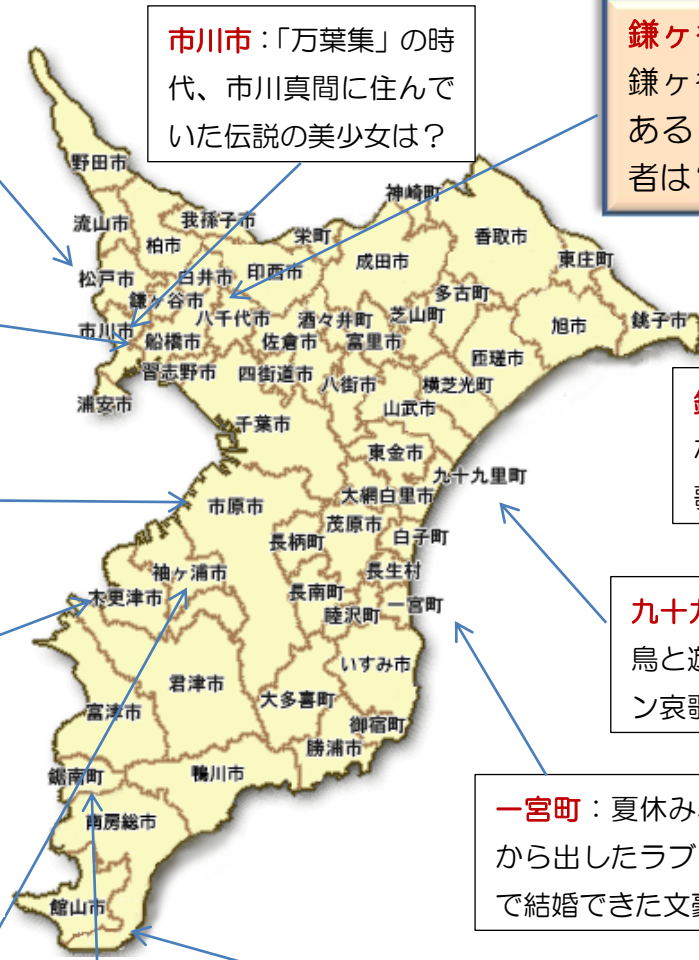 市川市：「万葉集」の時
代、市川真間に住んで
いた伝説の美少女は？
鎌ヶ
鎌ヶ
ある
者は
野田市
流山市
我孫子市
柏市
松戸市
白井市
印西市
栄町
神崎町
成田市
香取市
東庄町
鎌ヶ谷市
市川市
八千代市
酒々井町
芝山町
多古町
旭市
銚子市
船橋市
佐倉市
富里市
匝瑳市
習志野市
四街道市
八街市
横芝光町
浦安市
山武市
千葉市
東金市
九十九里町
市原市
大網白里市
茂原市
白子町
長柄町
袖ヶ浦市
長生村
木更津市
長南町
一宮町
睦沢町
いすみ市
君津市
大多喜町
富津市
御宿町
勝浦市
鋸南町
鴨川市
南房総市
館山市
九十
鳥と遊
ン哀歌
一宮町：夏休み
から出したラブ
で結婚できた文豪